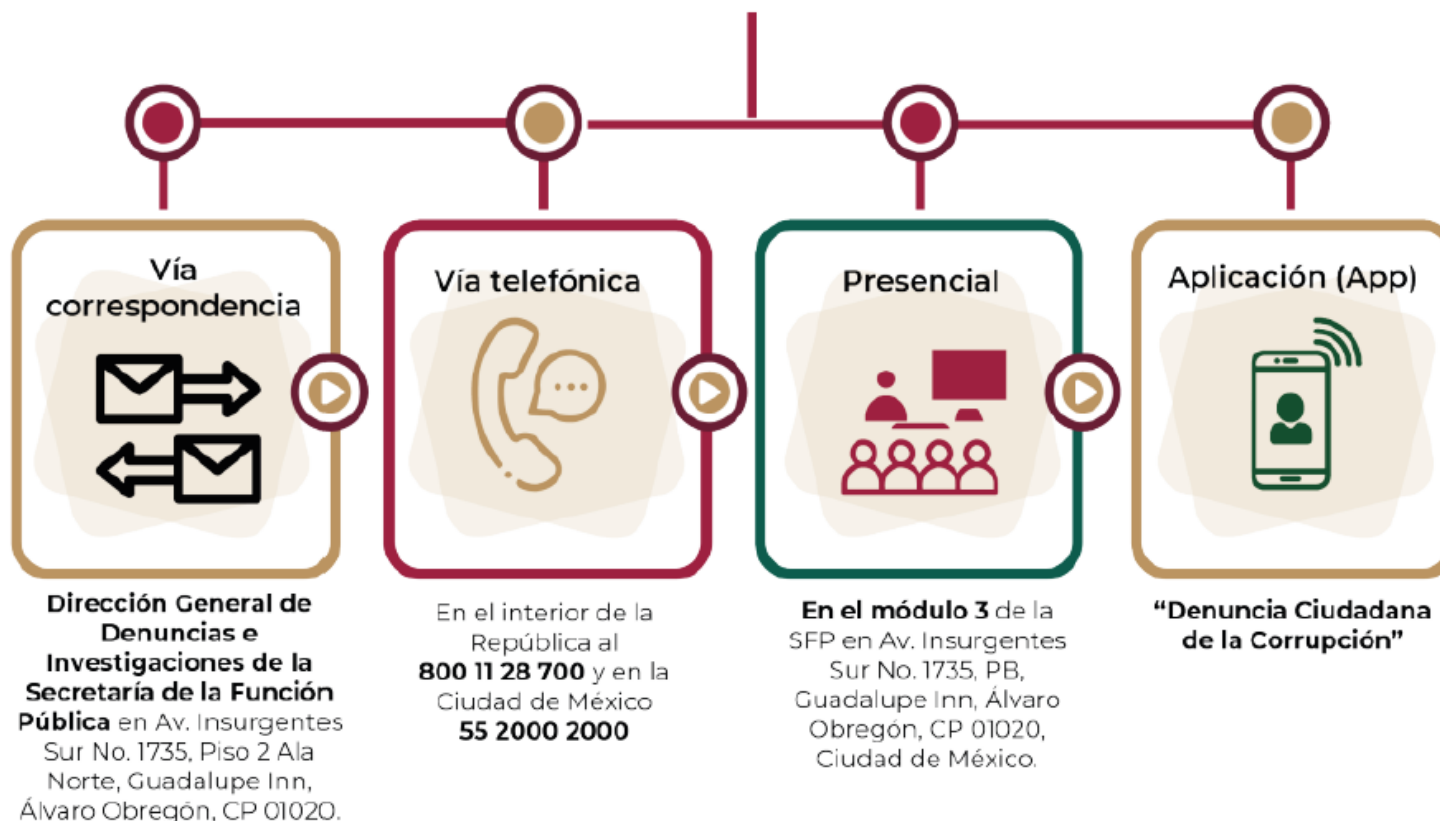 Vía
correspondencia
Dirección General de
Denuncias e
Investigaciones de la
Secretaría de la Función
Pública en Av. Insurgentes
Sur No. 1735, Piso 2 Ala
Norte, Guadalupe Inn,
Álvaro Obregón, CP 01020.
Vía telefónica
En el interior de la
República al
800 11 28 700 y en la
Ciudad de México
55 2000 2000
Presencial
En el módulo 3 de la
SFP en Av. Insurgentes
Sur No. 1735, PB,
Guadalupe Inn, Álvaro
Obregón, CP 01020,
Ciudad de México.
Aplicación (App)
“Denuncia Ciudadana
de la Corrupción”